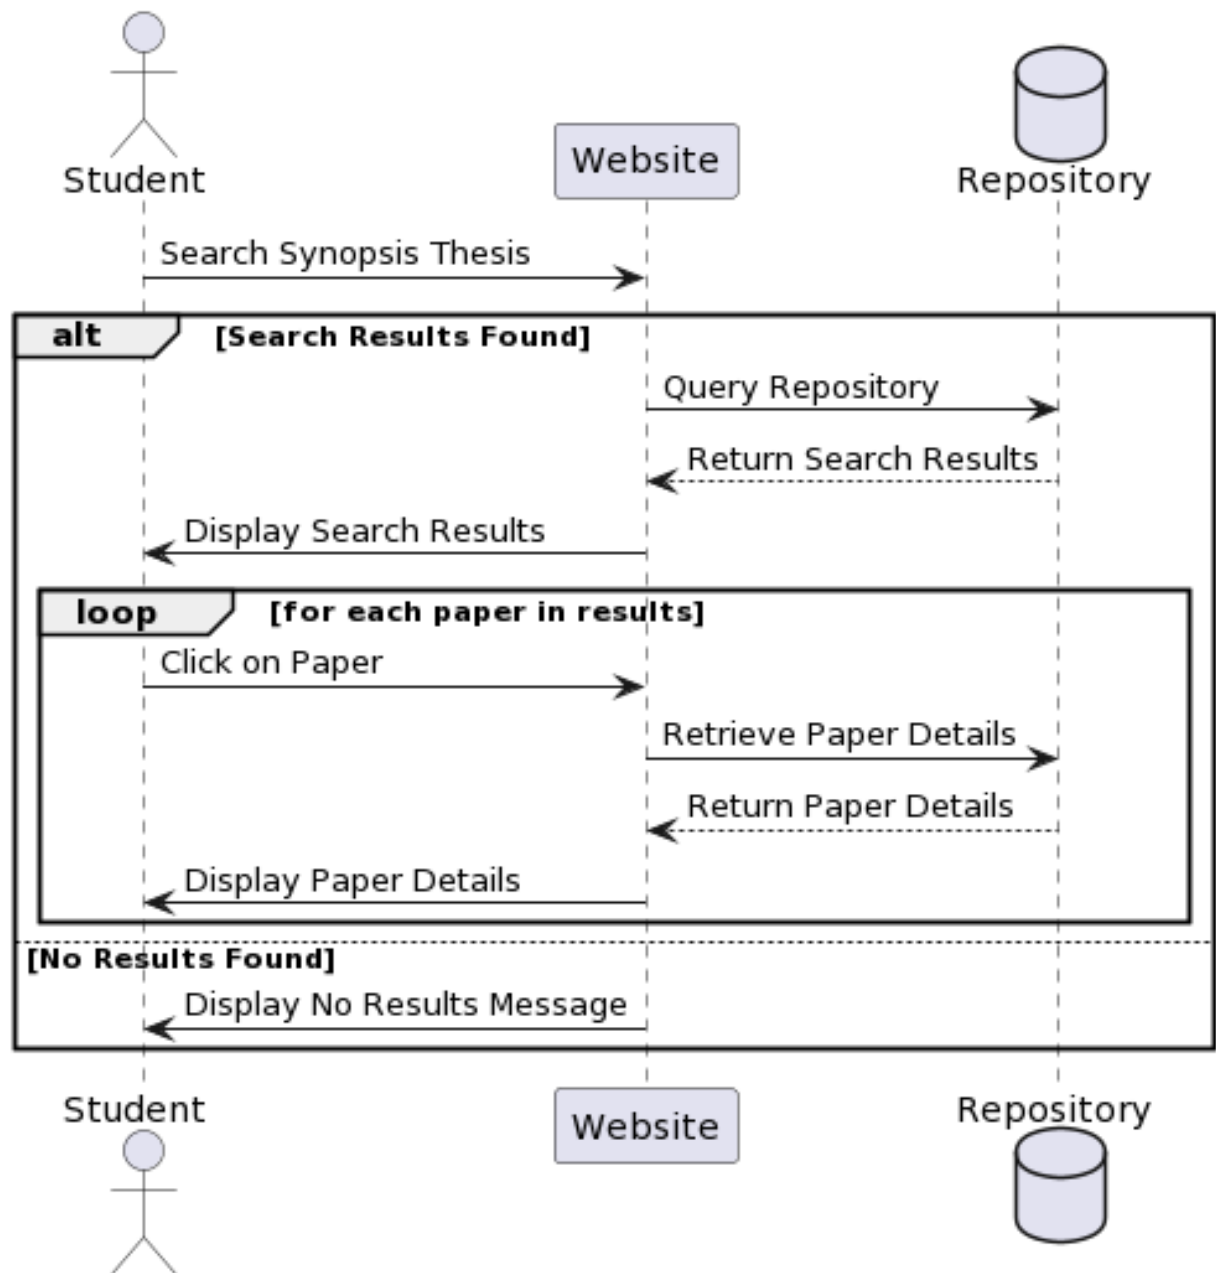 Student
Website
Repository
Search Synopsis Thesis
alt [Search Results Found]
Query Repository
Return Search Results
Display Search Results
loop [for each paper in results]
Click on Paper
Retrieve Paper Details
Return Paper Details
Display Paper Details
[No Results Found]
Display No Results Message
Student
Website
Repository